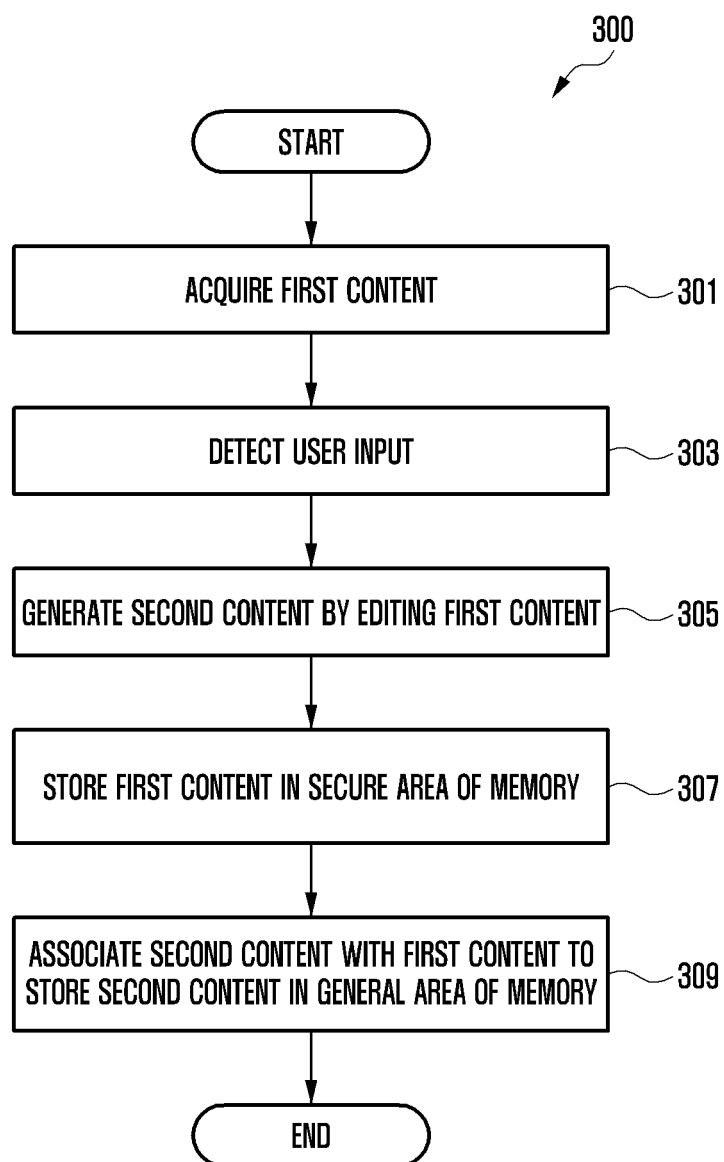 300
START
ACQUIRE FIRST CONTENT
301
DETECT USER INPUT
303
GENERATE SECOND CONTENT BY EDITING FIRST CONTENT
305
STORE FIRST CONTENT IN SECURE AREA OF MEMORY
307
ASSOCIATE SECOND CONTENT WITH FIRST CONTENT TO
STORE SECOND CONTENT IN GENERAL AREA OF MEMORY
309
END